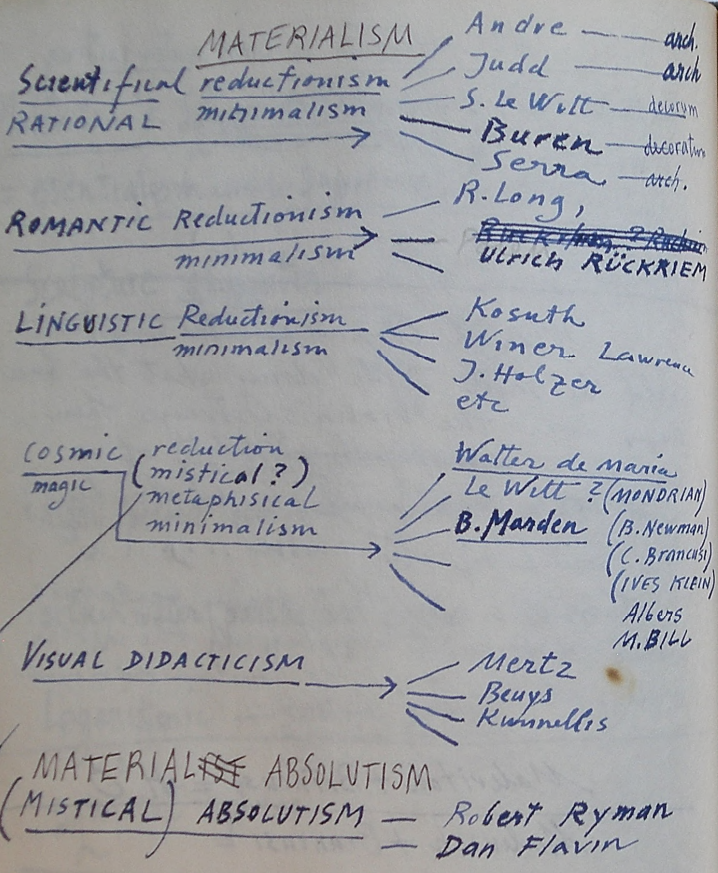 MATERIALISM
Scientifical reductionism
RATIONAL minimalism
Andre — arch.
Judd — arch
S. Le Witt — decorum
Buren — decoratum
Serra — arch.
ROMANTIC Reductionism
minimalism
R. Long,
Ulrich RÜCKRIEM
LINGUISTIC Reductionism
minimalism
Kosuth
Winer Lawrence
J. Holzer
etc
cosmic reduction
magic (mistical?)
metaphisical
minimalism
Walter de Maria
Le Witt ? (MONDRIAN)
B. Marden (B. Newman)
(C. Brancusi)
(IVES KLEIN)
Albers
M. BILL
VISUAL DIDACTICISM
Mertz
Beuys
Kunnellis
MATERIAL ABSOLUTISM
(MISTICAL) ABSOLUTISM — Robert Ryman
— Dan Flavin